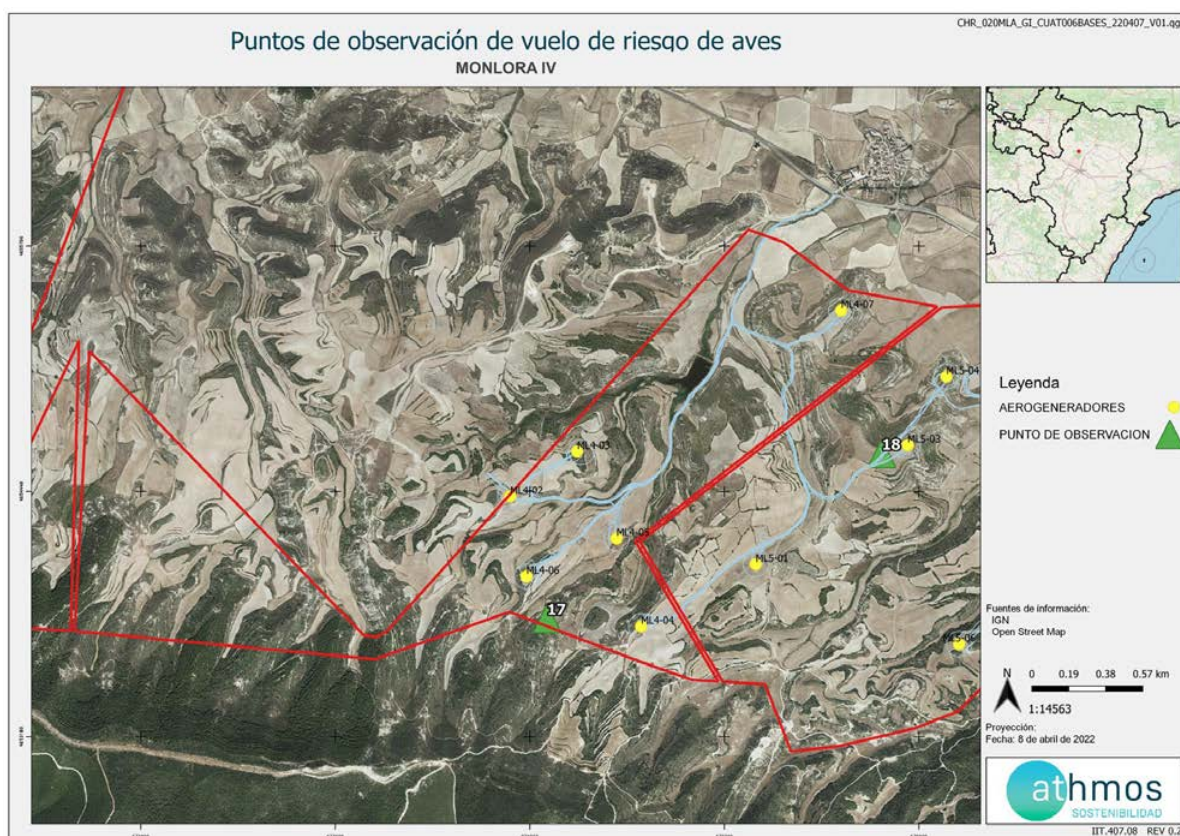 CHR_020MLA_GI_CUAT006BASES_220407_V01.qg
Puntos de observación de vuelo de riesgo de aves
MONLORA IV
ML4-07
ML5-04
Leyenda
AEROGENERADORES
PUNTO DE OBSERVACION
18
ML4-03
ML4-02
ML4-05
ML5-01
ML4-06
17
ML4-04
Fuentes de información:
IGN
Open Street Map
N
0 0.19 0.38 0.57 km
1:14563
Proyección:
Fecha: 8 de abril de 2022
athmos
SOSTENIBILIDAD
IIT.407.08 REV 0.2